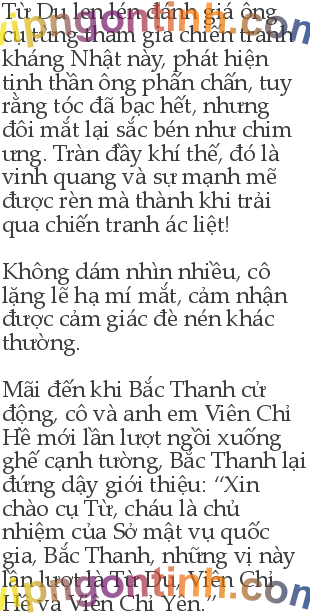 Từ Du len lén đánh giá ông
cụ từng tham gia chiến tranh
kháng Nhật này, phát hiện
tinh thần ông phấn chấn, tuy
rằng tóc đã bạc hết, nhưng
đôi mắt lại sắc bén như chim
ưng. Tràn đầy khí thế, đó là
vinh quang và sự mạnh mẽ
được rèn mà thành khi trải
qua chiến tranh ác liệt!
Không dám nhìn nhiều, cô
lặng lẽ hạ mí mắt, cảm nhận
được cảm giác đè nén khác
thường.
Mãi đến khi Bắc Thanh cử
động, cô và anh em Viên Chỉ
Hề mới lần lượt ngồi xuống
ghế cạnh tường, Bắc Thanh lại
đứng dậy giới thiệu: “Xin
chào cụ Từ, cháu là chủ
nhiệm của Sở mật vụ quốc
gia, Bắc Thanh, những vị này
lần lượt là Từ Du, Viên Chỉ
Hề và Viên Chỉ Yên.”
vipngontinh.com
vipngontinh.com